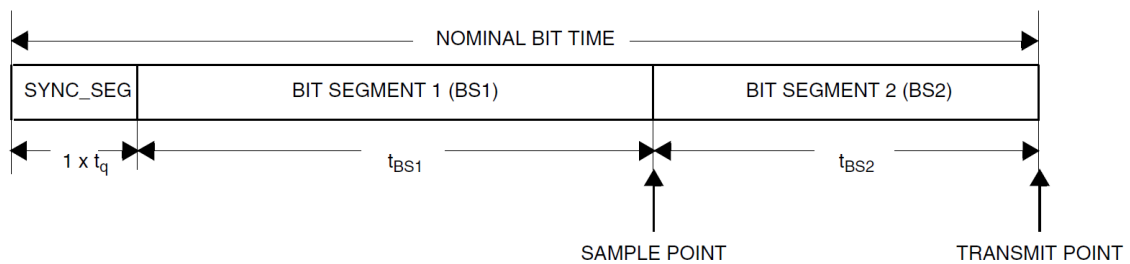 NOMINAL BIT TIME
SYNC_SEG
BIT SEGMENT 1 (BS1)
BIT SEGMENT 2 (BS2)
1 x tq
tBS1
tBS2
SAMPLE POINT
TRANSMIT POINT